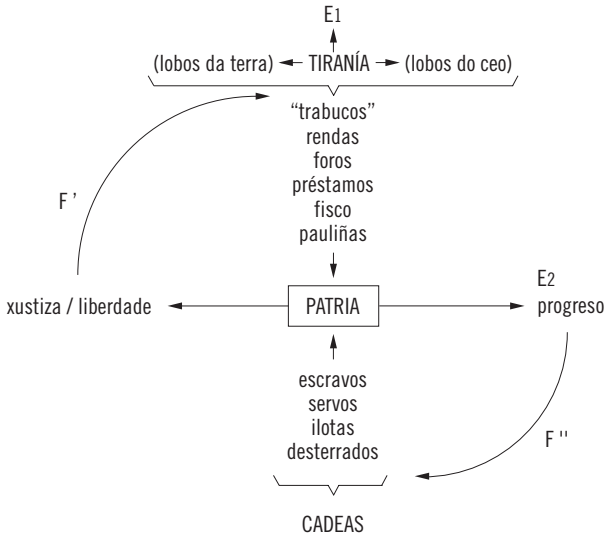 E1
(lobos da terra) TIRANÍA (lobos do ceo)
“trabucos”
rendas
foros
préstamos
fisco
pauliñas
F '
xustiza / liberdade
PATRIA
E2
progreso
escravos
servos
ilotas
desterrados
F "
CADEAS